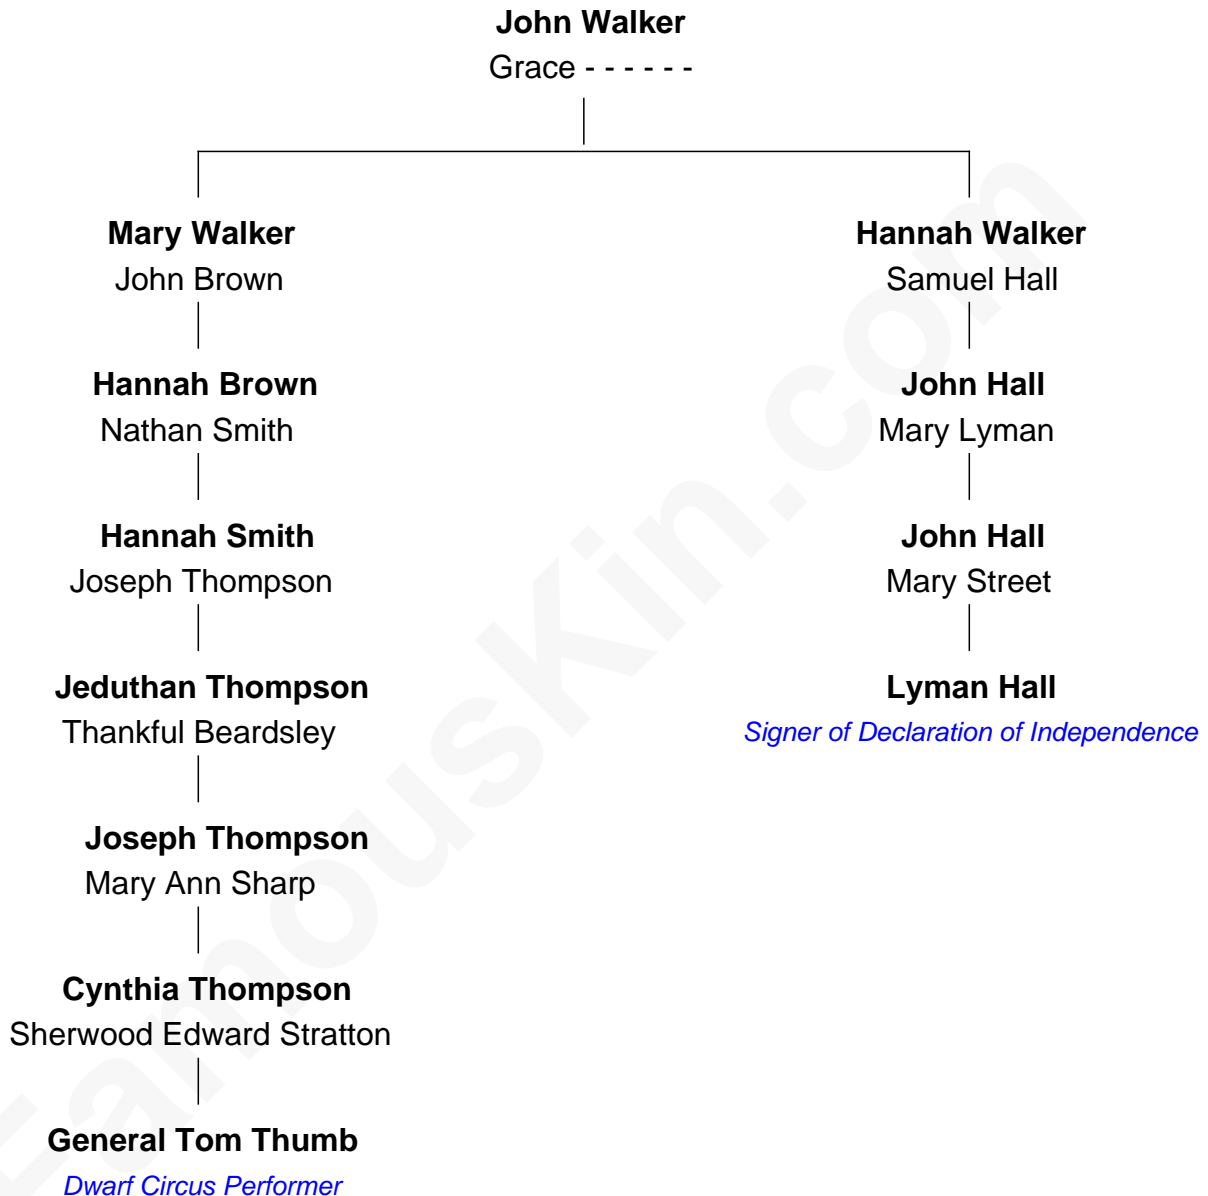 John Walker
Grace - - - - - -
Mary Walker
John Brown
Hannah Walker
Samuel Hall
Hannah Brown
Nathan Smith
John Hall
Mary Lyman
Hannah Smith
Joseph Thompson
John Hall
Mary Street
Jeduthan Thompson
Thankful Beardsley
Lyman Hall
Signer of Declaration of Independence
Joseph Thompson
Mary Ann Sharp
Cynthia Thompson
Sherwood Edward Stratton
General Tom Thumb
Dwarf Circus Performer
FamousKin.com